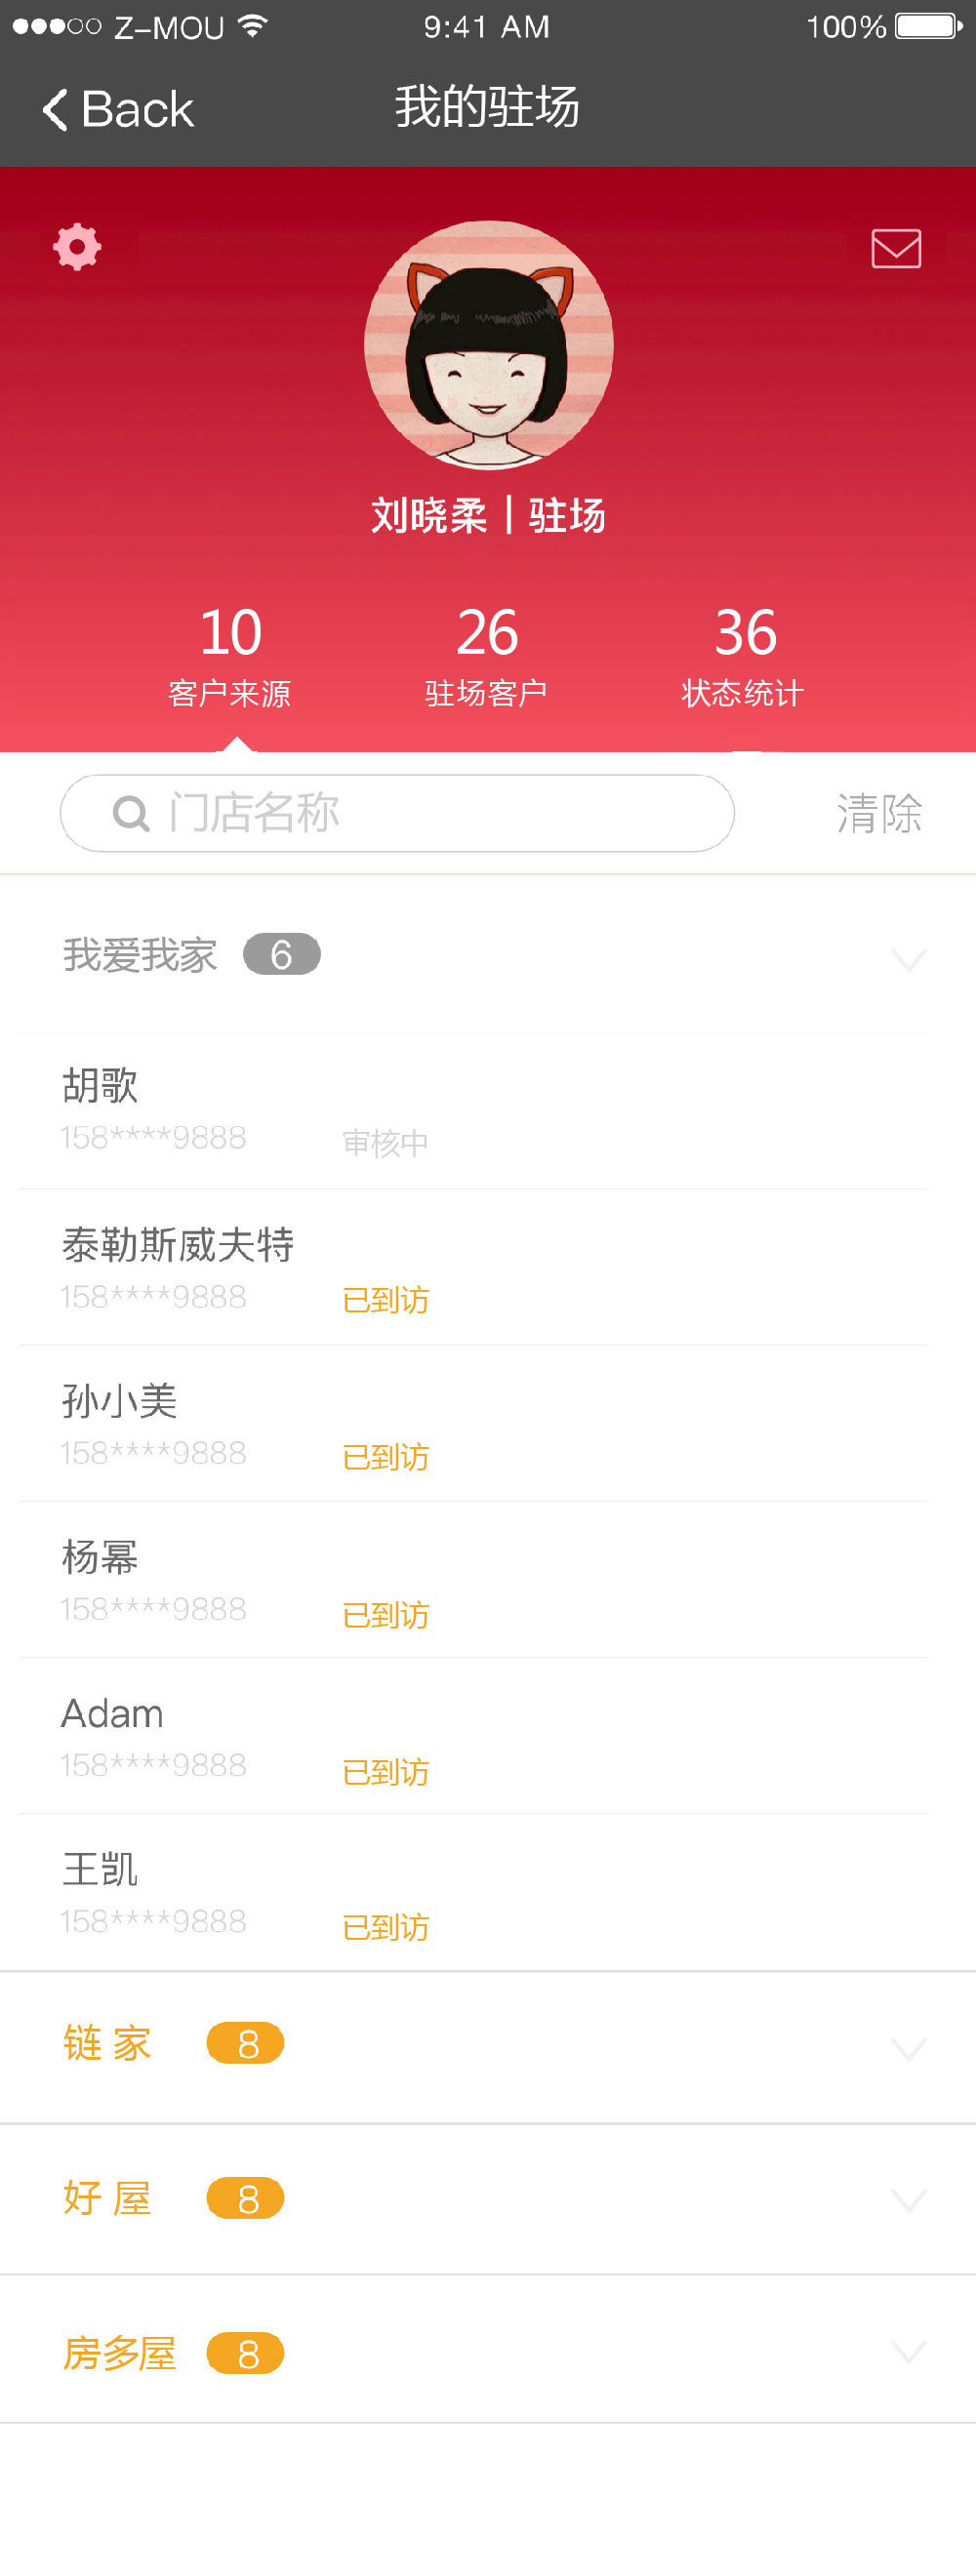 Z-MOU 9:41 AM 100%
Back 我的驻场
刘晓柔 | 驻场
10 26 36
客户来源 驻场客户 状态统计
门店名称 清除
我爱我家 6
胡歌
158****9888 审核中
泰勒斯威夫特
158****9888 已到访
孙小美
158****9888 已到访
杨幂
158****9888 已到访
Adam
158****9888 已到访
王凯
158****9888 已到访
链 家 8
好 屋 8
房多屋 8